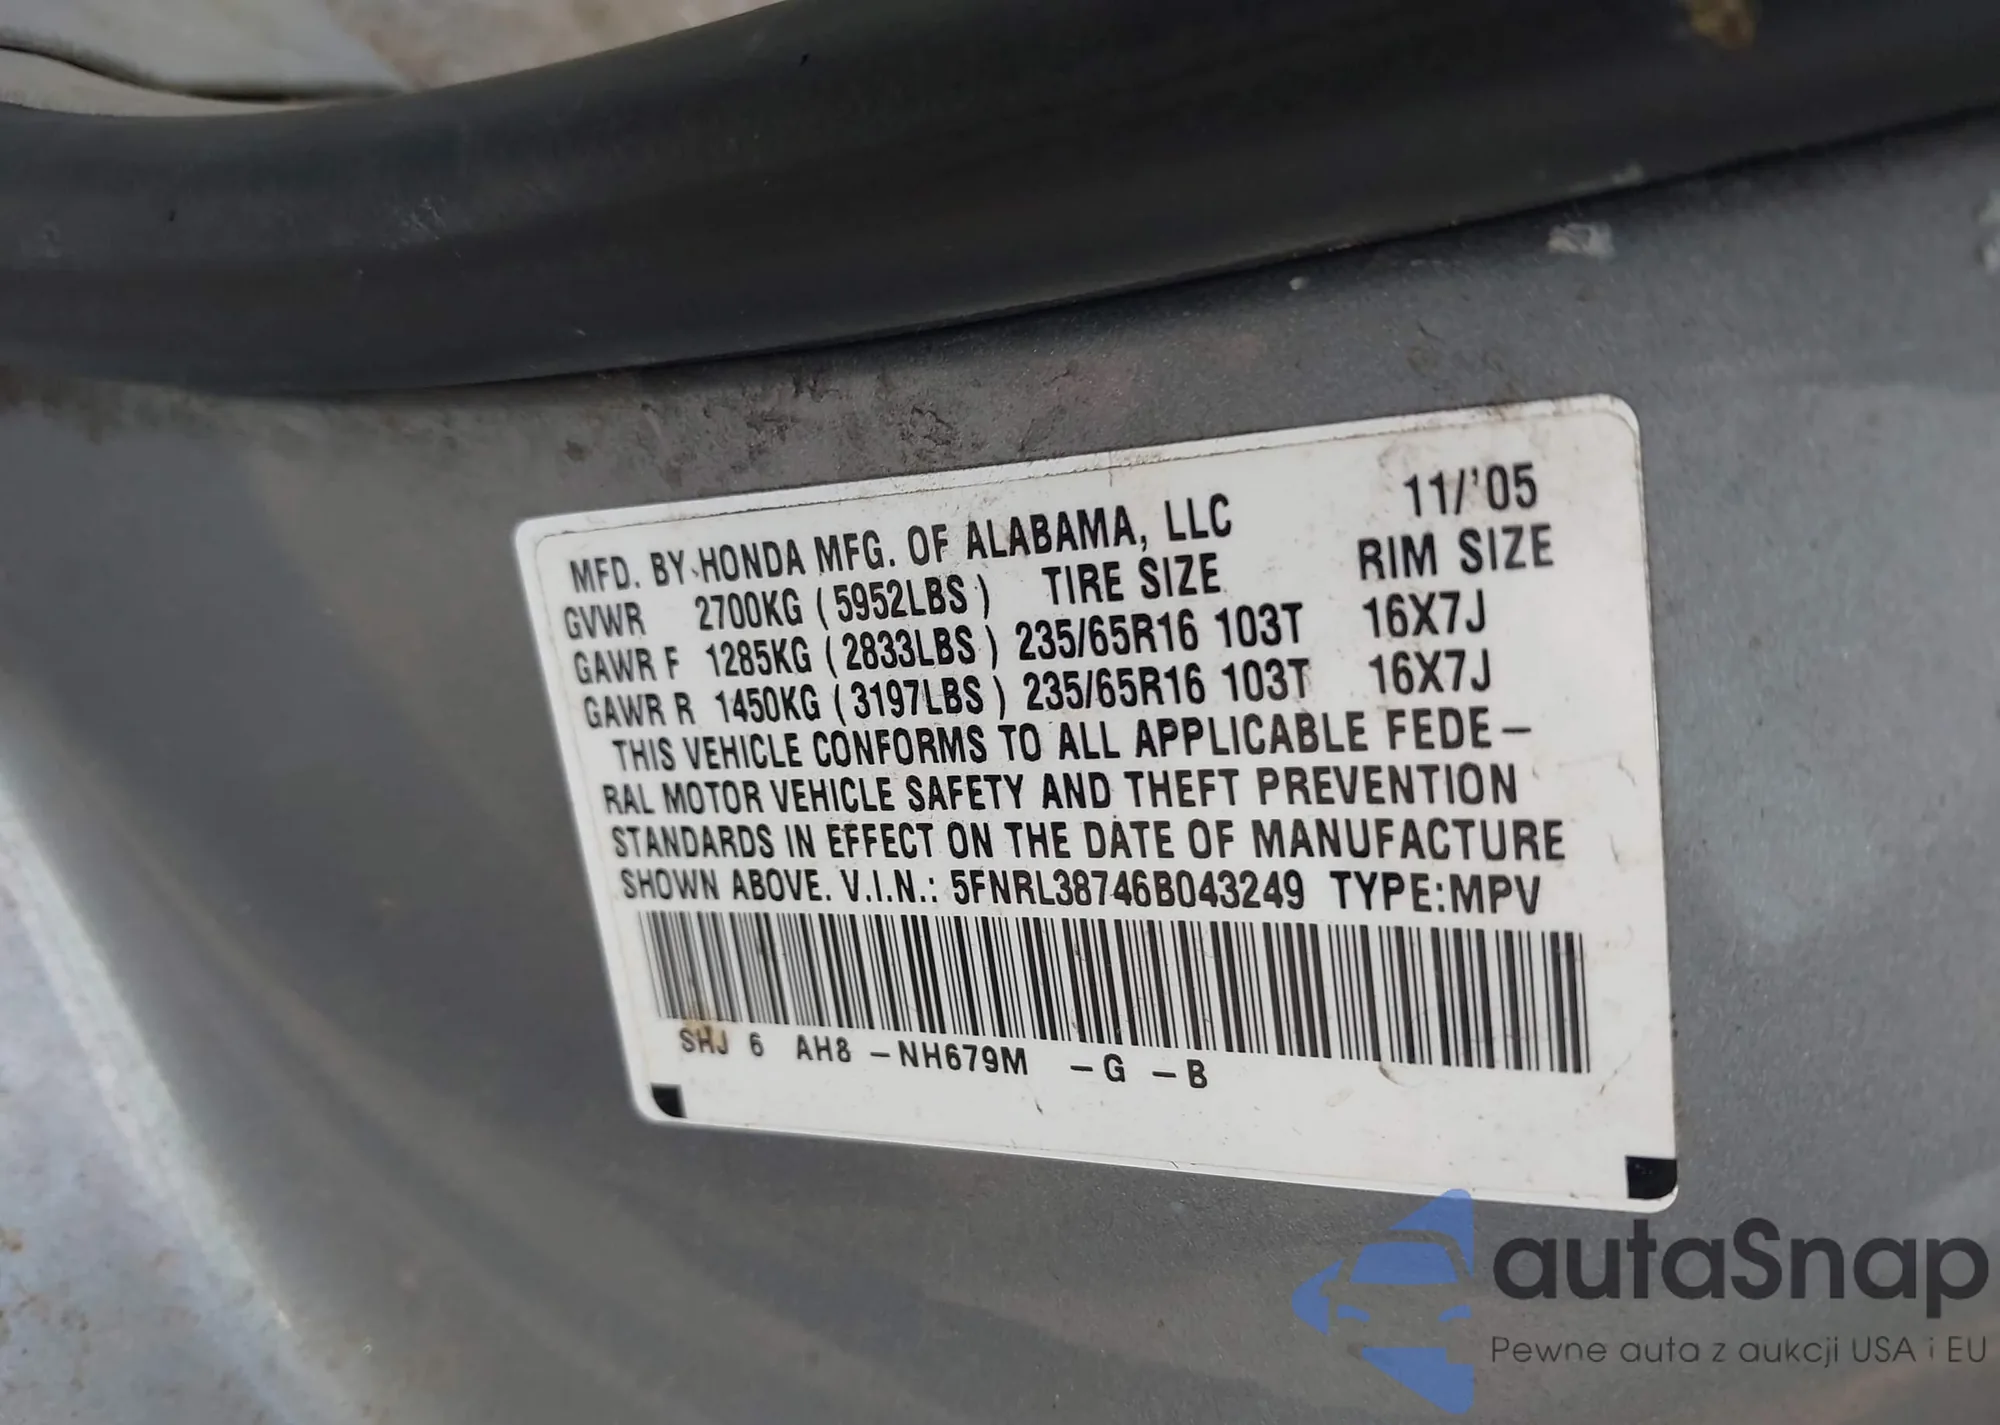 MFD. BY HONDA MFG. OF ALABAMA, LLC 11/'05
GVWR 2700KG (5952LBS) TIRE SIZE RIM SIZE
GAWR F 1285KG (2833LBS) 235/65R16 103T 16X7J
GAWR R 1450KG (3197LBS) 235/65R16 103T 16X7J
THIS VEHICLE CONFORMS TO ALL APPLICABLE FEDE-
RAL MOTOR VEHICLE SAFETY AND THEFT PREVENTION
STANDARDS IN EFFECT ON THE DATE OF MANUFACTURE
SHOWN ABOVE. V.I.N.: 5FNRL38746B043249 TYPE:MPV
SHJ 6 AH8 -NH679M -G -B
autaSnap
Pewne auta z aukcji USA i EU